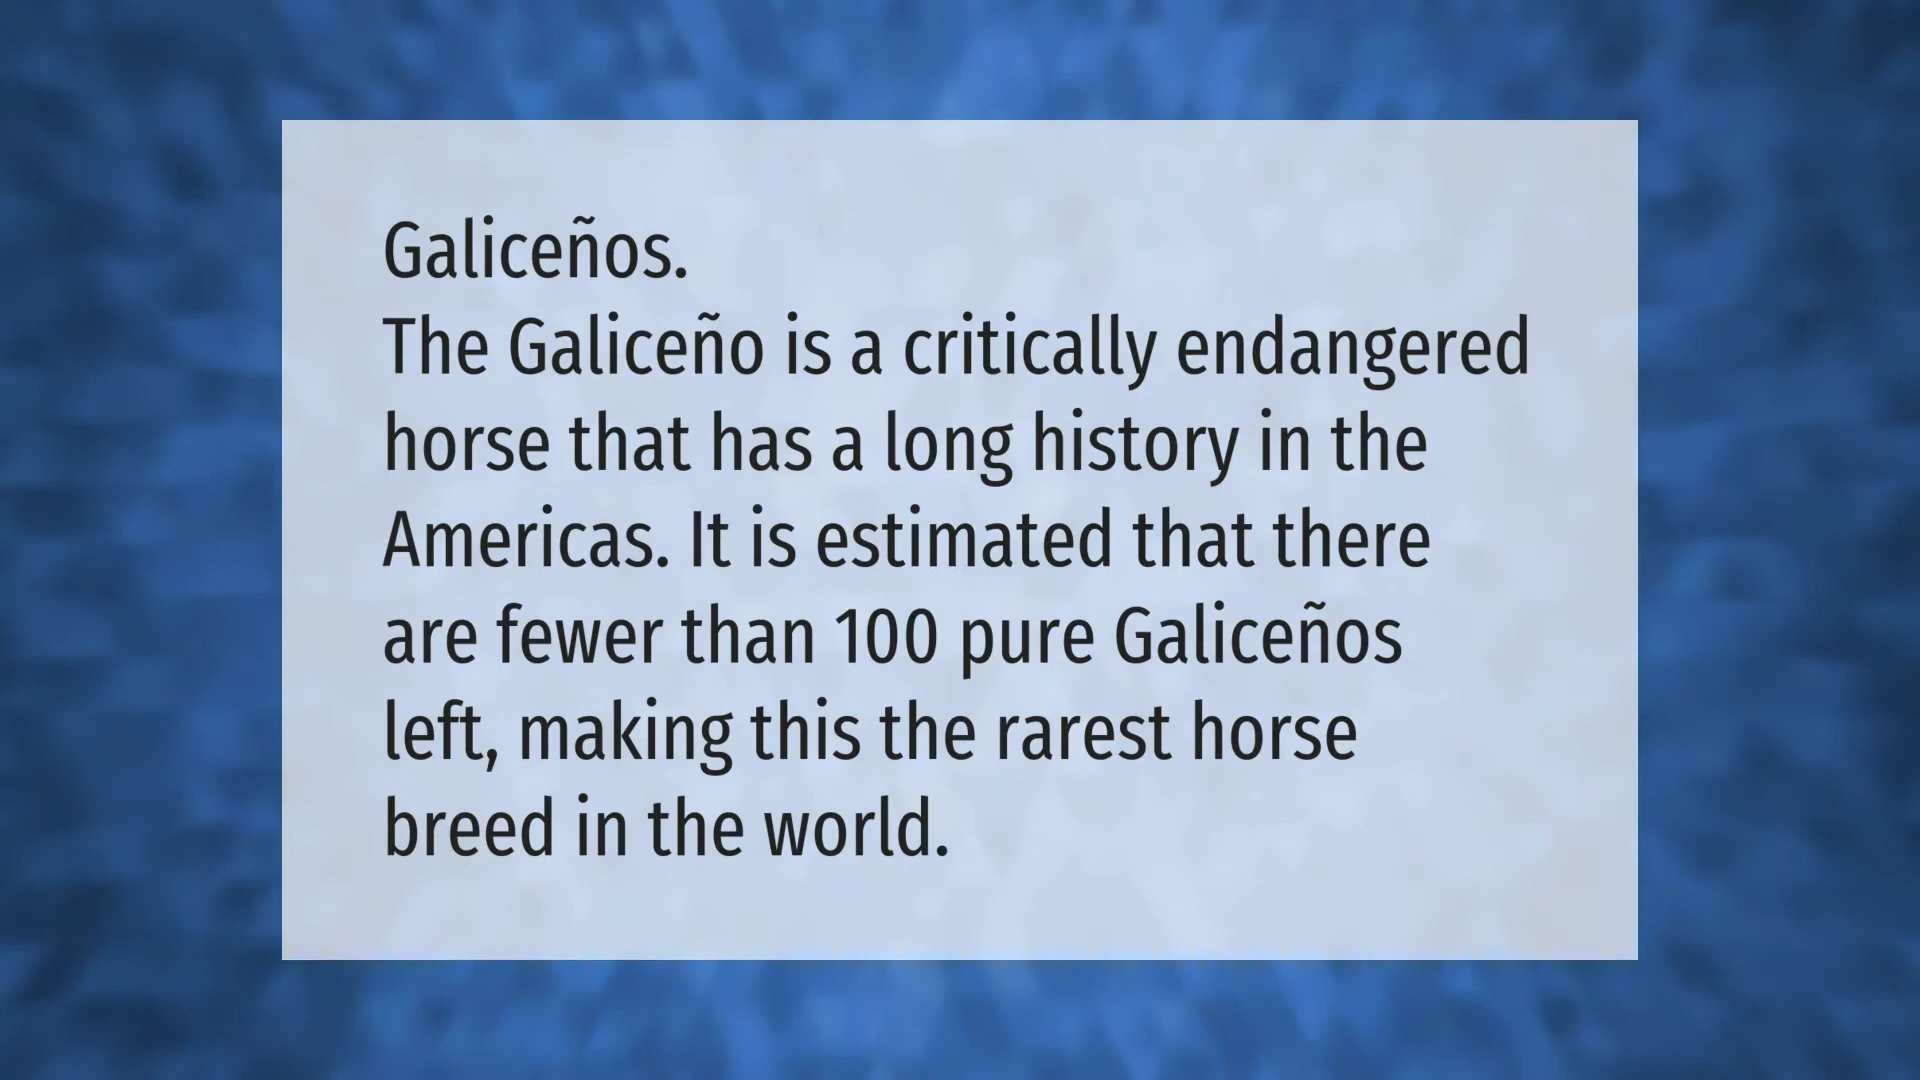 Galiceños.
The Galiceño is a critically endangered
horse that has a long history in the
Americas. It is estimated that there
are fewer than 100 pure Galiceños
left, making this the rarest horse
breed in the world.